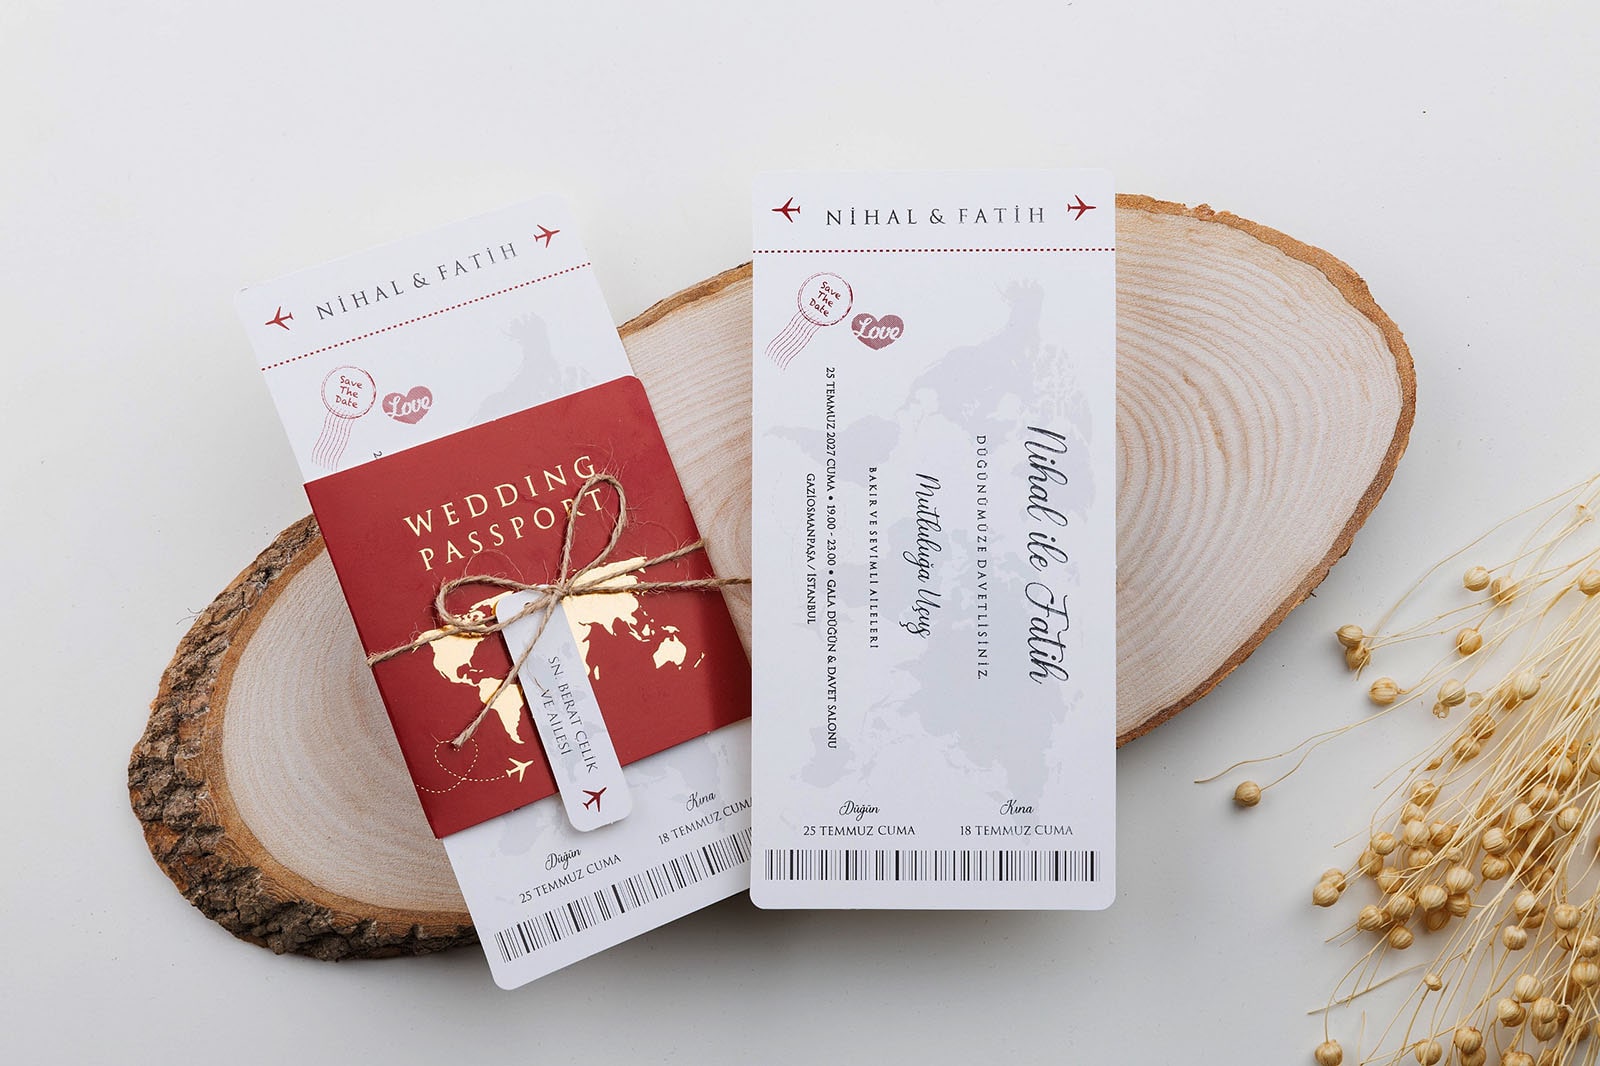 NİHAL & FATİH
Save
The
Date
Love
WEDDING
PASSPORT
SN. BERAT ÇELİK
VE AİLESİ
Düğün
25 TEMMUZ CUMA
Kına
18 TEMMUZ CUMA
NİHAL & FATİH
Save
The
Date
Love
Nihal ile Fatih
DÜĞÜNÜMÜZE DAVETLİSİNİZ.
Mutluluğa Uçuş
BAKIR VE SEVİMLİ AİLELERİ
25 TEMMUZ 2027 CUMA • 19.00 - 23.00 • GALA DÜĞÜN & DAVET SALONU
GAZİOSMANPAŞA / İSTANBUL
Düğün
25 TEMMUZ CUMA
Kına
18 TEMMUZ CUMA